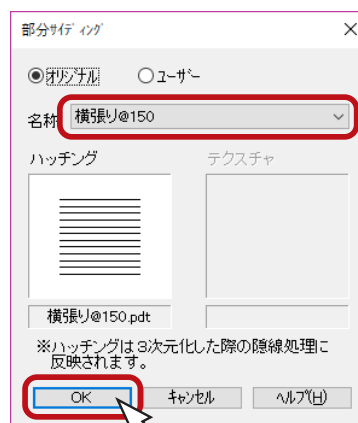 部分ｻｲﾃﾞｨﾝｸﾞ
ｵﾘｼﾞﾅﾙ ﾕｰｻﾞｰ
名称 横張り@150
ハッチング テクスチャ
横張り@150.pdt
※ハッチングは３次元化した際の隠線処理に
反映されます。
OK ｷｬﾝｾﾙ ﾍﾙﾌﾟ(H)